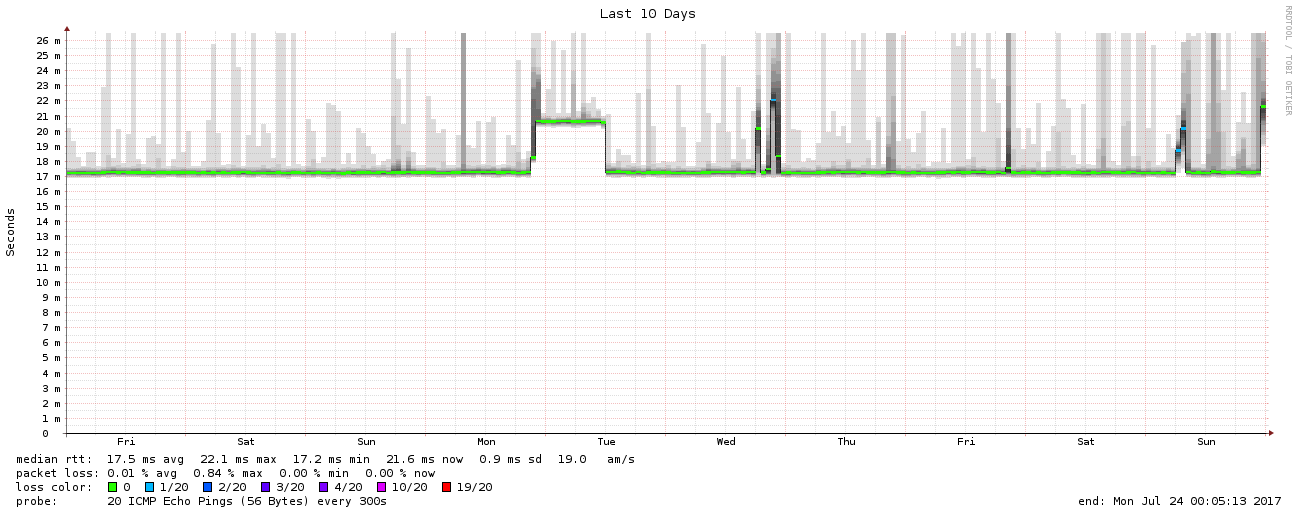 Last 10 Days
RRDTOOL / TOBI OETIKER
Seconds
26 m
25 m
24 m
23 m
22 m
21 m
20 m
19 m
18 m
17 m
16 m
15 m
14 m
13 m
12 m
11 m
10 m
9 m
8 m
7 m
6 m
5 m
4 m
3 m
2 m
1 m
0
Fri Sat Sun Mon Tue Wed Thu Fri Sat Sun
median rtt: 17.5 ms avg 22.1 ms max 17.2 ms min 21.6 ms now 0.9 ms sd 19.0 am/s
packet loss: 0.01 % avg 0.84 % max 0.00 % min 0.00 % now
loss color: 0 1/20 2/20 3/20 4/20 10/20 19/20
probe: 20 ICMP Echo Pings (56 Bytes) every 300s end: Mon Jul 24 00:05:13 2017